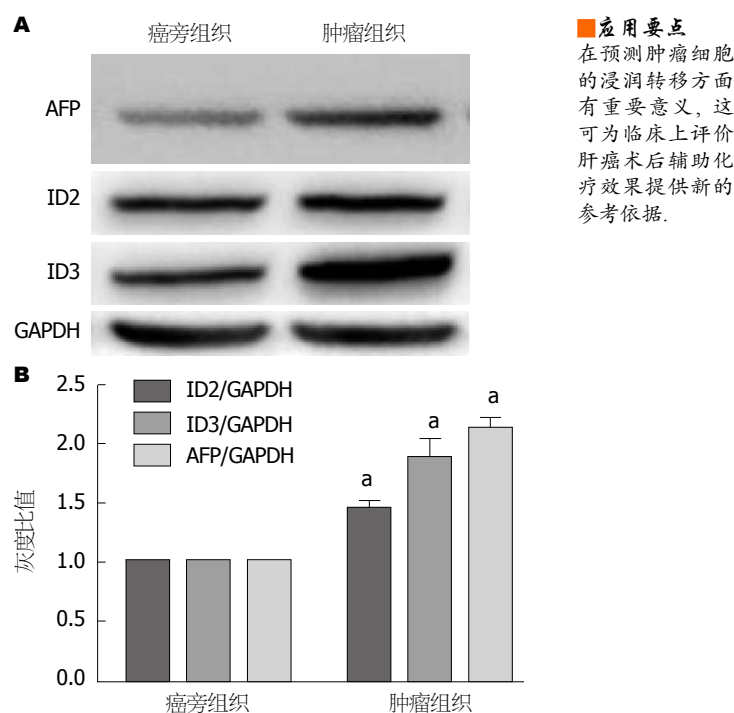 A
癌旁组织 肿瘤组织
AFP
ID2
ID3
GAPDH
B
2.5
2.0
1.5
1.0
0.5
0.0
灰度比值
ID2/GAPDH
ID3/GAPDH
AFP/GAPDH
a
a
a
癌旁组织 肿瘤组织
■应用要点
在预测肿瘤细胞
的浸润转移方面
有重要意义, 这
可为临床上评价
肝癌术后辅助化
疗效果提供新的
参考依据.